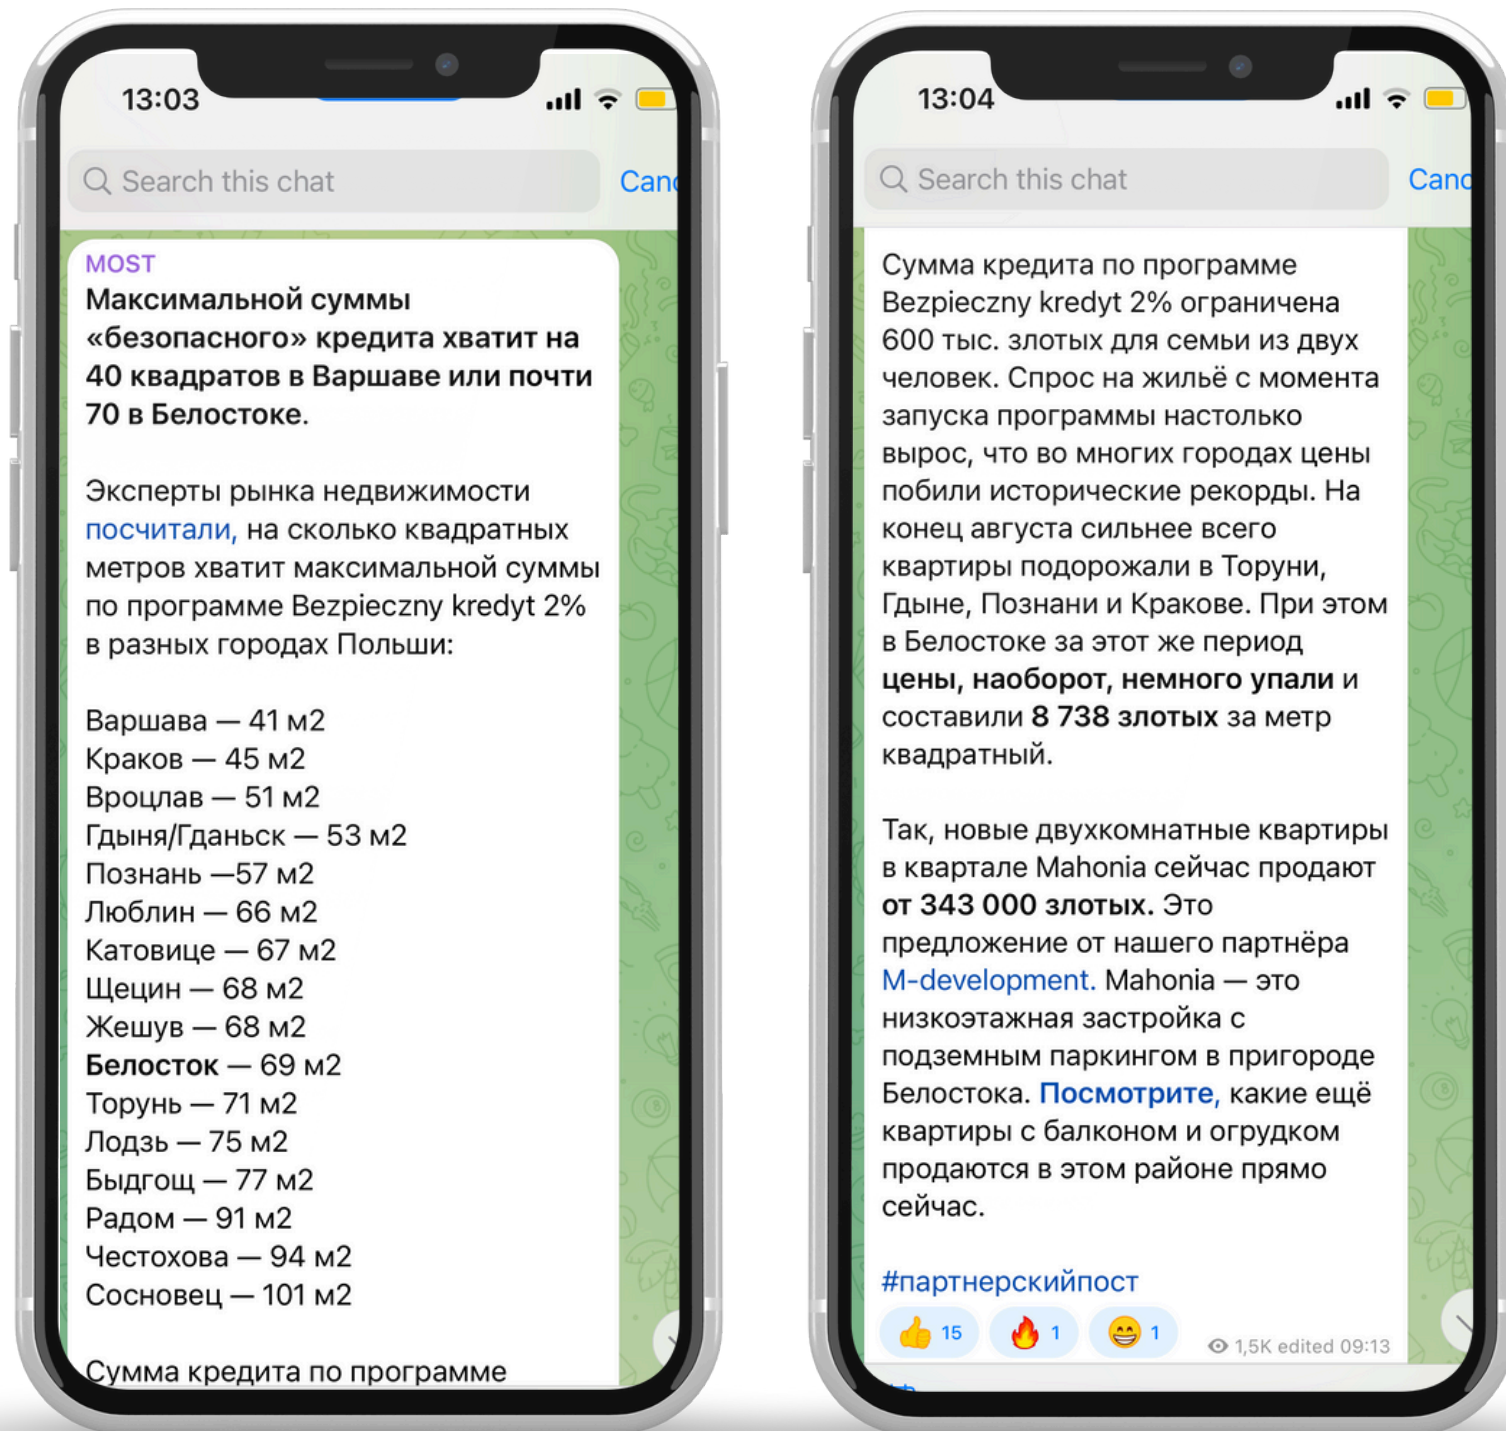 13:03
Search this chat
Canc
MOST
Максимальной суммы
«безопасного» кредита хватит на
40 квадратов в Варшаве или почти
70 в Белостоке.
Эксперты рынка недвижимости
посчитали, на сколько квадратных
метров хватит максимальной суммы
по программе Bezpieczny kredyt 2%
в разных городах Польши:
Варшава — 41 м2
Краков — 45 м2
Вроцлав — 51 м2
Гдыня/Гданьск — 53 м2
Познань —57 м2
Люблин — 66 м2
Катовице — 67 м2
Щецин — 68 м2
Жешув — 68 м2
Белосток — 69 м2
Торунь — 71 м2
Лодзь — 75 м2
Быдгощ — 77 м2
Радом — 91 м2
Честохова — 94 м2
Сосновец — 101 м2
Сумма кредита по программе
13:04
Search this chat
Canc
Сумма кредита по программе
Bezpieczny kredyt 2% ограничена
600 тыс. злотых для семьи из двух
человек. Спрос на жильё с момента
запуска программы настолько
вырос, что во многих городах цены
побили исторические рекорды. На
конец августа сильнее всего
квартиры подорожали в Торуни,
Гдыне, Познани и Кракове. При этом
в Белостоке за этот же период
цены, наоборот, немного упали и
составили 8 738 злотых за метр
квадратный.
Так, новые двухкомнатные квартиры
в квартале Mahonia сейчас продают
от 343 000 злотых. Это
предложение от нашего партнёра
M-development. Mahonia — это
низкоэтажная застройка с
подземным паркингом в пригороде
Белостока. Посмотрите, какие ещё
квартиры с балконом и огрудком
продаются в этом районе прямо
сейчас.
#партнерскийпост
15 1 1 1,5K edited 09:13